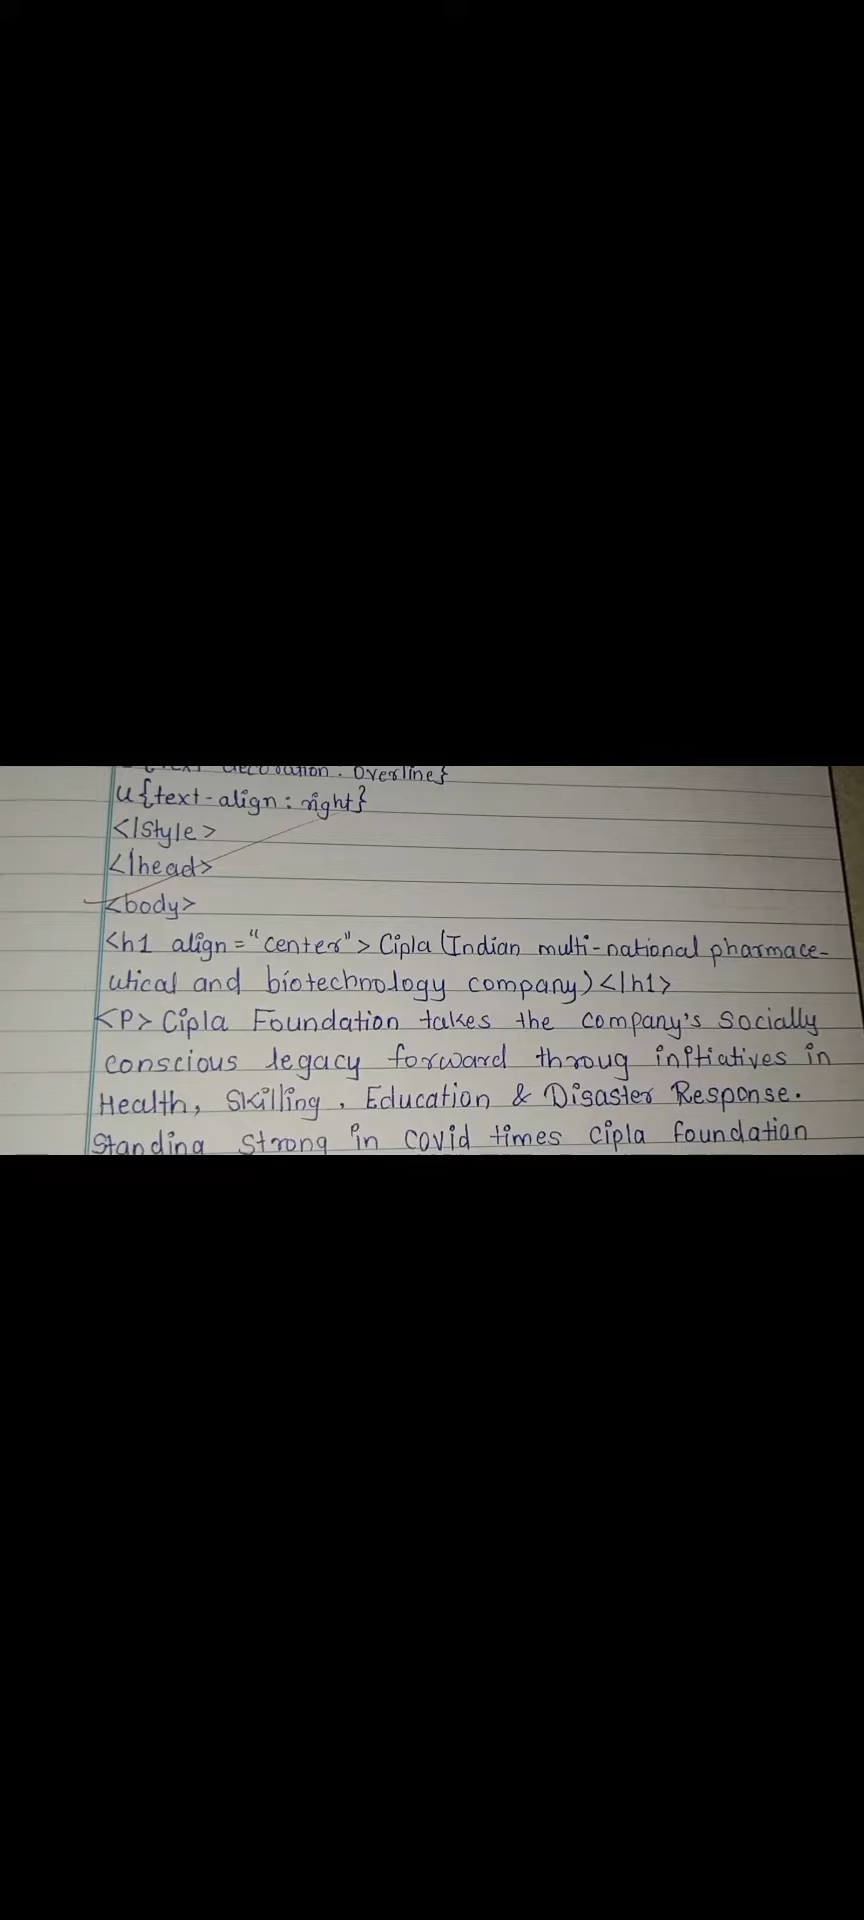 decoration: Overline}
u{text-align: right}
</style>
</head>
<body>
<h1 align="center"> Cipla (Indian multi-national pharmace-
utical and biotechnology company)</h1>
<P> Cipla Foundation takes the company's Socially
conscious legacy forward throug initiatives in
Health, Skilling, Education & Disaster Response.
Standing strong in covid times cipla foundation